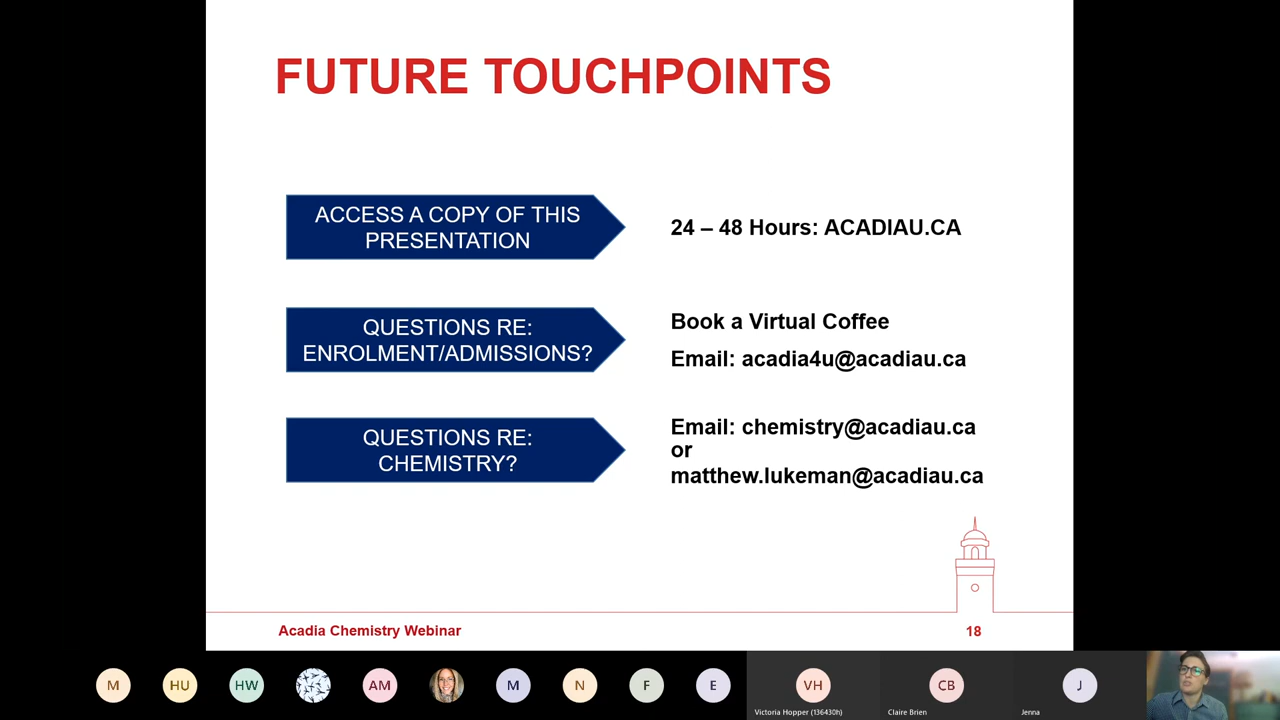 FUTURE TOUCHPOINTS
ACCESS A COPY OF THIS
PRESENTATION
24 – 48 Hours: ACADIAU.CA
QUESTIONS RE:
ENROLMENT/ADMISSIONS?
Book a Virtual Coffee
Email: acadia4u@acadiau.ca
QUESTIONS RE:
CHEMISTRY?
Email: chemistry@acadiau.ca
or
matthew.lukeman@acadiau.ca
Acadia Chemistry Webinar
18
M
HU
HW
AM
M
N
F
E
VH
CB
J
Victoria Hopper (136430h)
Claire Brien
Jenna